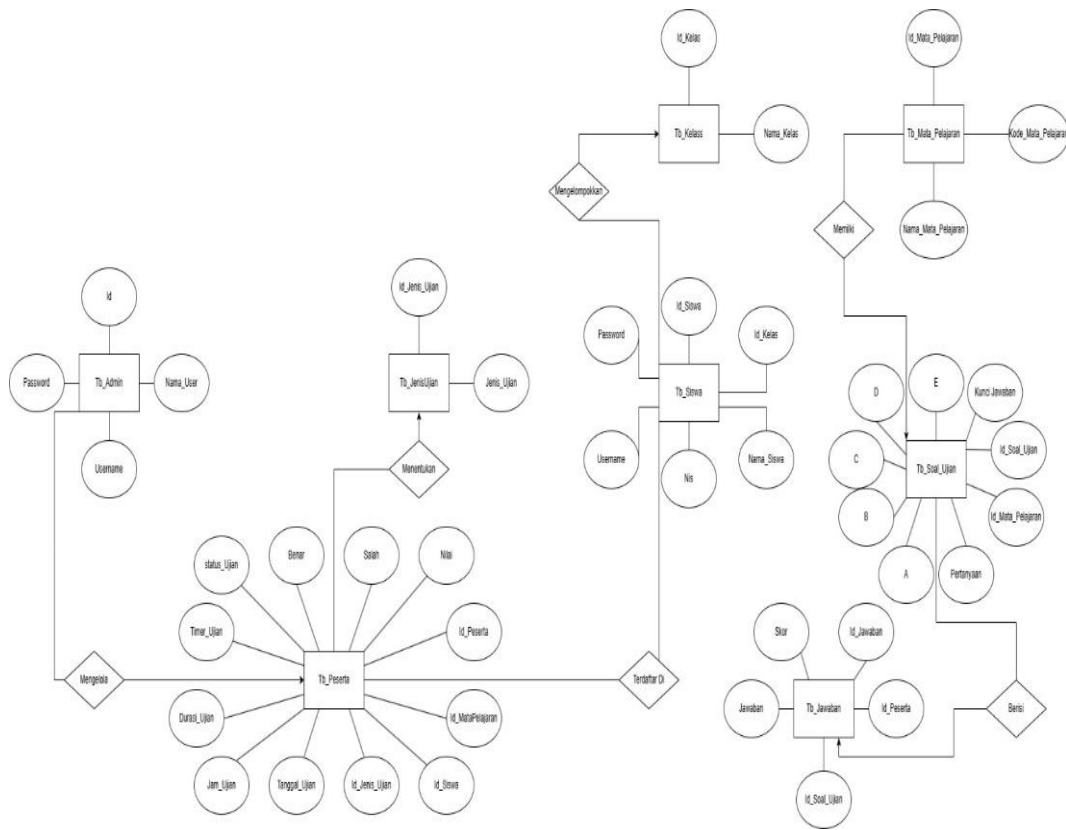 Id_Kelas
Id_Mata_Pelajaran
Tb_Kelass
Nama_Kelas
Tb_Mata_Pelajaran
Kode_Mata_Pelajaran
Mengelompokkan
Memilki
Nama_Mata_Pelajaran
Id
Id_Jenis_Ujian
Id_Siswa
Password
Id_Kelas
Password
Tb_Admin
Nama_User
Tb_JenisUjian
Jenis_Ujian
Tb_Siswa
D
E
Kunci Jawaban
Username
Menentukan
Username
Nis
Nama_Siswa
C
Tb_Soal_Ujian
Id_Soal_Ujian
B
Id_Mata_Pelajaran
A
Pertanyaan
status_Ujian
Benar
Salah
Nilai
Timer_Ujian
Id_Peserta
Skor
Id_Jawaban
Mengelola
Tb_Peserta
Terdaftar Di
Durasi_Ujian
Id_MataPelajaran
Jawaban
Tb_Jawaban
Id_Peserta
Berisi
Jam_Ujian
Tanggal_Ujian
Id_Jenis_Ujian
Id_Siswa
Id_Soal_Ujian